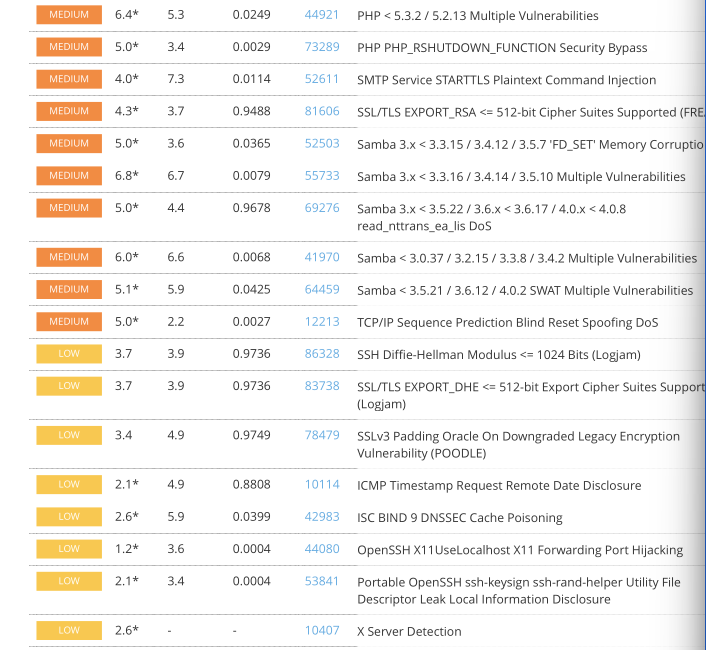 MEDIUM 6.4* 5.3 0.0249 44921 PHP < 5.3.2 / 5.2.13 Multiple Vulnerabilities
MEDIUM 5.0* 3.4 0.0029 73289 PHP PHP_RSHUTDOWN_FUNCTION Security Bypass
MEDIUM 4.0* 7.3 0.0114 52611 SMTP Service STARTTLS Plaintext Command Injection
MEDIUM 4.3* 3.7 0.9488 81606 SSL/TLS EXPORT_RSA <= 512-bit Cipher Suites Supported (FREA
MEDIUM 5.0* 3.6 0.0365 52503 Samba 3.x < 3.3.15 / 3.4.12 / 3.5.7 'FD_SET' Memory Corruptio
MEDIUM 6.8* 6.7 0.0079 55733 Samba 3.x < 3.3.16 / 3.4.14 / 3.5.10 Multiple Vulnerabilities
MEDIUM 5.0* 4.4 0.9678 69276 Samba 3.x < 3.5.22 / 3.6.x < 3.6.17 / 4.0.x < 4.0.8
read_nttrans_ea_lis DoS
MEDIUM 6.0* 6.6 0.0068 41970 Samba < 3.0.37 / 3.2.15 / 3.3.8 / 3.4.2 Multiple Vulnerabilities
MEDIUM 5.1* 5.9 0.0425 64459 Samba < 3.5.21 / 3.6.12 / 4.0.2 SWAT Multiple Vulnerabilities
MEDIUM 5.0* 2.2 0.0027 12213 TCP/IP Sequence Prediction Blind Reset Spoofing DoS
LOW 3.7 3.9 0.9736 86328 SSH Diffie-Hellman Modulus <= 1024 Bits (Logjam)
LOW 3.7 3.9 0.9736 83738 SSL/TLS EXPORT_DHE <= 512-bit Export Cipher Suites Support
(Logjam)
LOW 3.4 4.9 0.9749 78479 SSLv3 Padding Oracle On Downgraded Legacy Encryption
Vulnerability (POODLE)
LOW 2.1* 4.9 0.8808 10114 ICMP Timestamp Request Remote Date Disclosure
LOW 2.6* 5.9 0.0399 42983 ISC BIND 9 DNSSEC Cache Poisoning
LOW 1.2* 3.6 0.0004 44080 OpenSSH X11UseLocalhost X11 Forwarding Port Hijacking
LOW 2.1* 3.4 0.0004 53841 Portable OpenSSH ssh-keysign ssh-rand-helper Utility File
Descriptor Leak Local Information Disclosure
LOW 2.6* - - 10407 X Server Detection